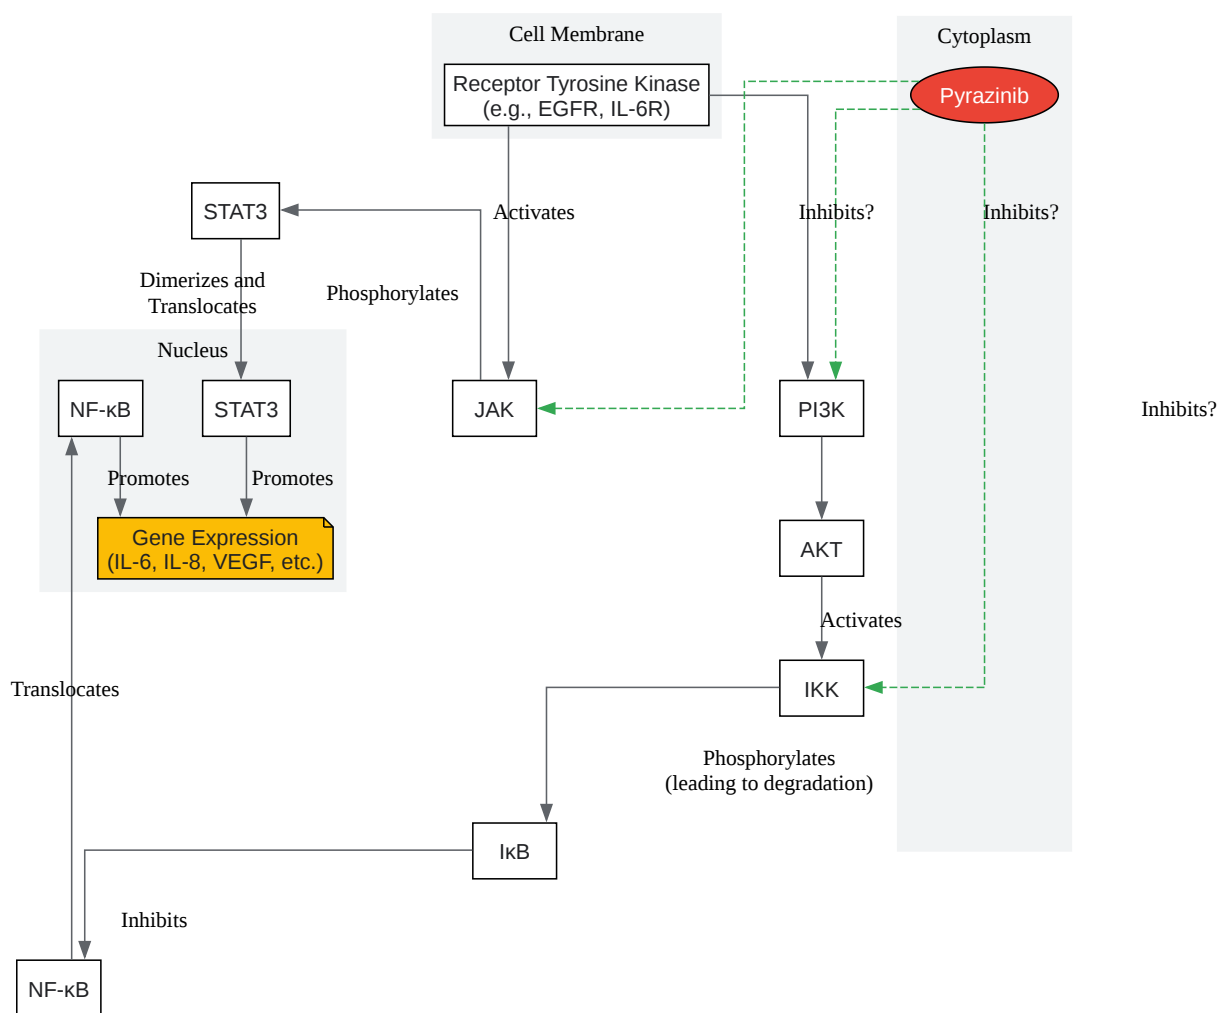 Cell Membrane
Cytoplasm
Receptor Tyrosine Kinase
(e.g., EGFR, IL-6R)
Pyrazinib
STAT3
Activates
Inhibits?
Inhibits?
Dimerizes and
Translocates
Phosphorylates
Nucleus
NF-κB
STAT3
JAK
PI3K
Inhibits?
Promotes
Promotes
Gene Expression
(IL-6, IL-8, VEGF, etc.)
AKT
Activates
Translocates
IKK
Phosphorylates
(leading to degradation)
IκB
Inhibits
NF-κB